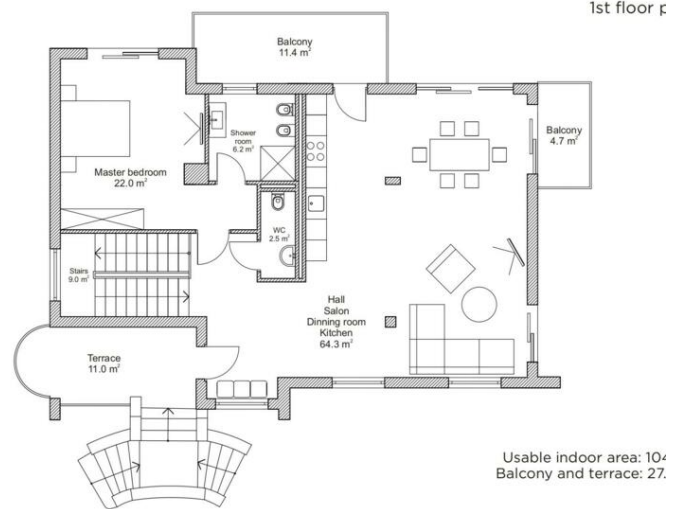 1st floor p
Balcony
11.4 m²
Balcony
4.7 m²
Shower
room
6.2 m²
Master bedroom
22.0 m²
WC
2.5 m²
Stairs
9.0 m²
Hall
Salon
Dinning room
Kitchen
64.3 m²
Terrace
11.0 m²
Usable indoor area: 104
Balcony and terrace: 27.